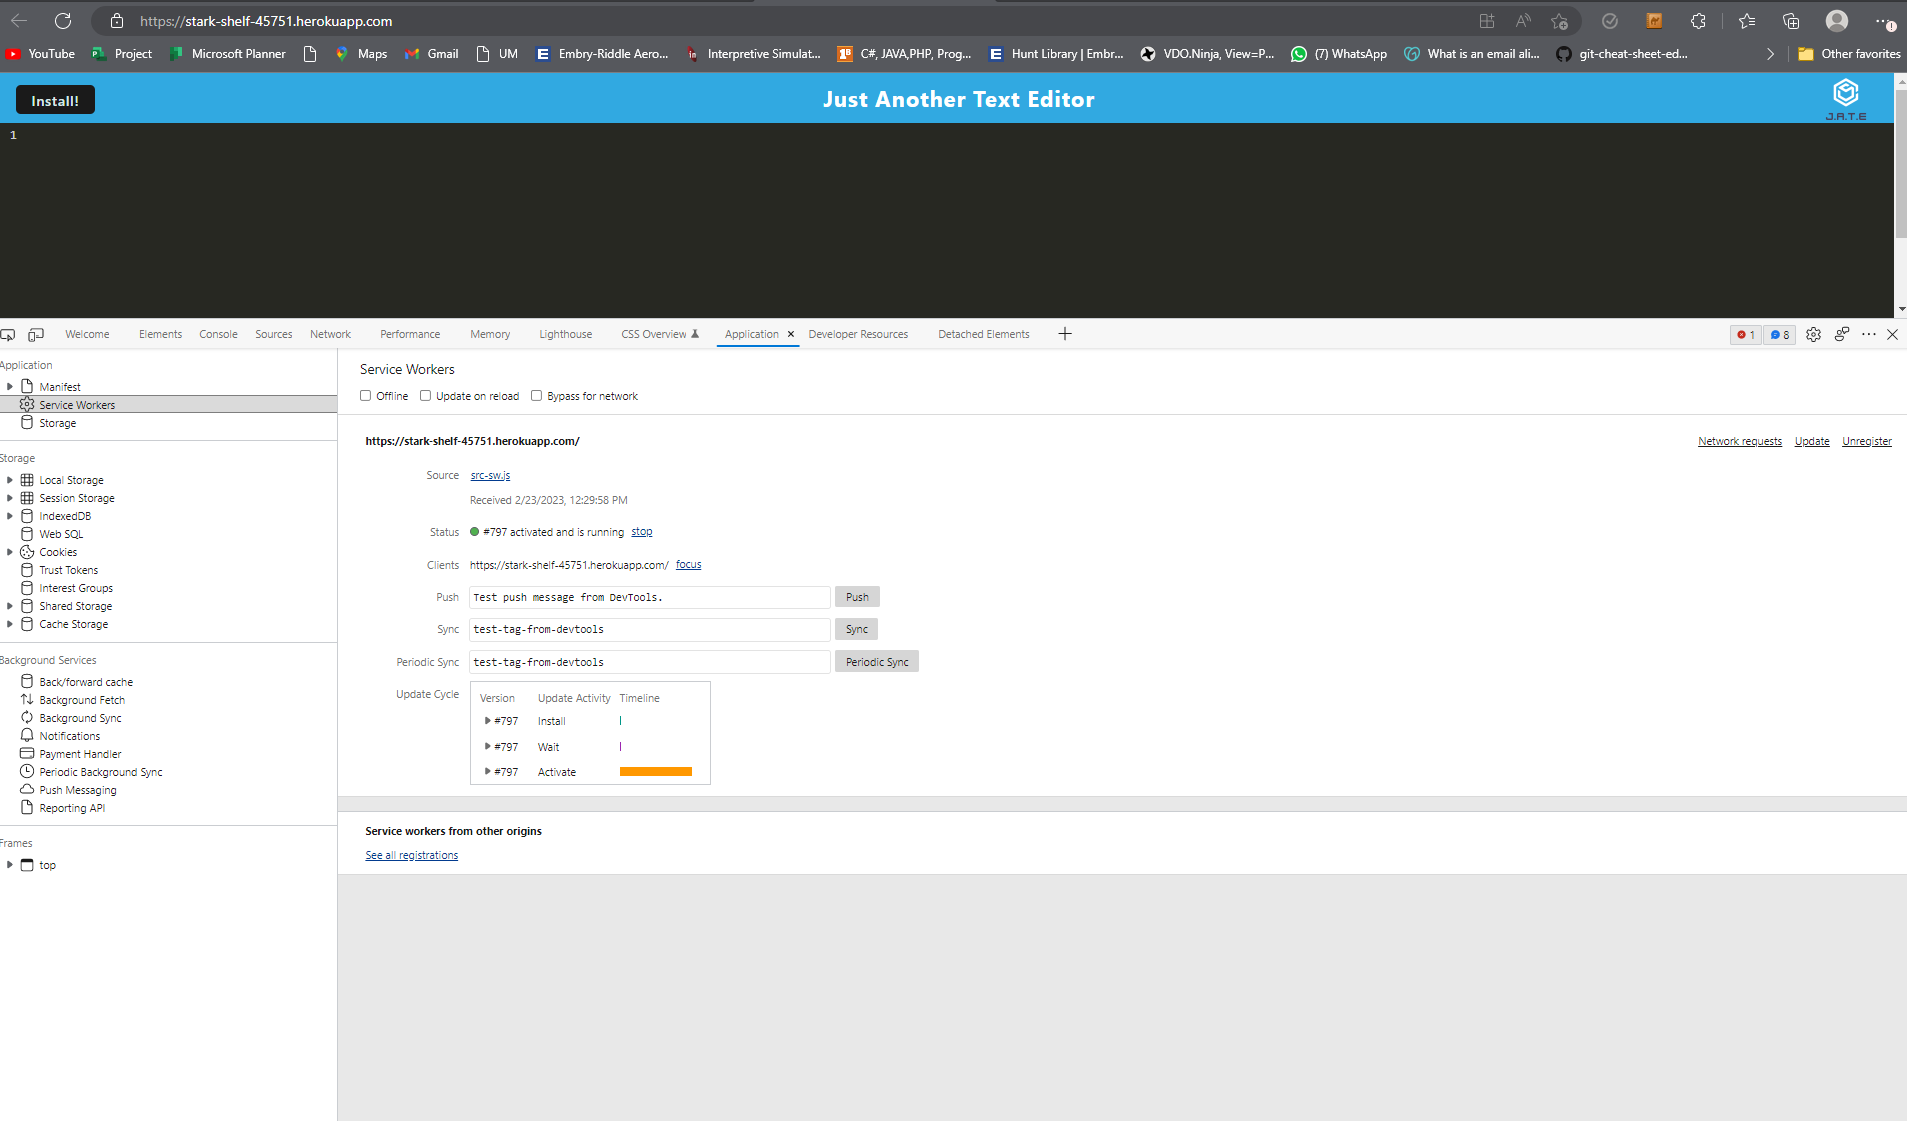 https://stark-shelf-45751.herokuapp.com
YouTube Project Microsoft Planner Maps Gmail UM Embry-Riddle Aero... Interpretive Simulat... C#, JAVA,PHP, Prog... Hunt Library | Embr... VDO.Ninja, View=P... (7) WhatsApp What is an email ali... git-cheat-sheet-ed... Other favorites
Install! Just Another Text Editor
J.A.T.E
1
Welcome Elements Console Sources Network Performance Memory Lighthouse CSS Overview Application Developer Resources Detached Elements 1 8
Application
Manifest
Service Workers
Storage
Storage
Local Storage
Session Storage
IndexedDB
Web SQL
Cookies
Trust Tokens
Interest Groups
Shared Storage
Cache Storage
Background Services
Back/forward cache
Background Fetch
Background Sync
Notifications
Payment Handler
Periodic Background Sync
Push Messaging
Reporting API
Frames
top
Service Workers
Offline Update on reload Bypass for network
https://stark-shelf-45751.herokuapp.com/ Network requests Update Unregister
Source src-sw.js
Received 2/23/2023, 12:29:58 PM
Status #797 activated and is running stop
Clients https://stark-shelf-45751.herokuapp.com/ focus
Push Test push message from DevTools. Push
Sync test-tag-from-devtools Sync
Periodic Sync test-tag-from-devtools Periodic Sync
Update Cycle Version Update Activity Timeline
#797 Install
#797 Wait
#797 Activate
Service workers from other origins
See all registrations